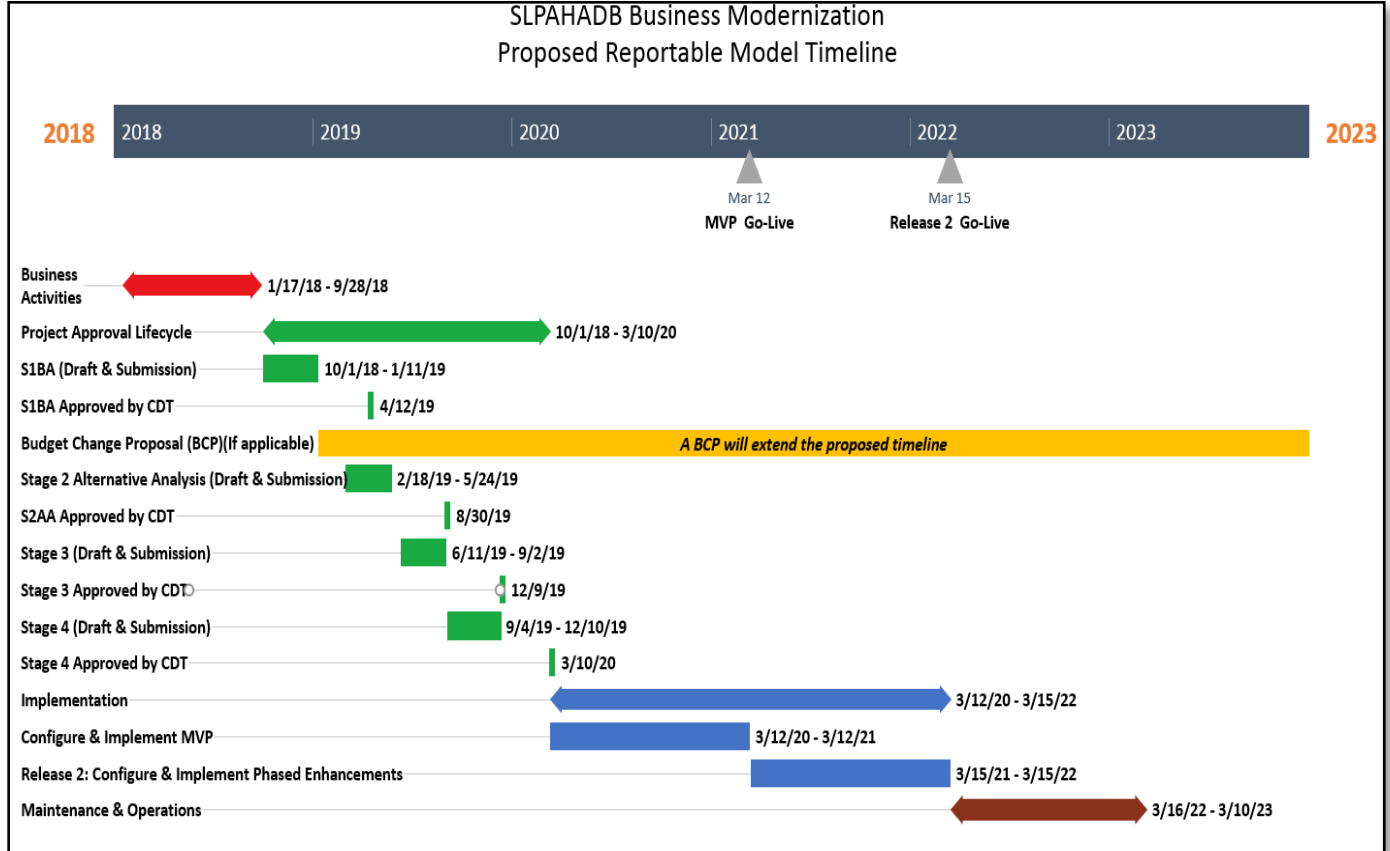 SLPAHADB Business Modernization
Proposed Reportable Model Timeline
2018 2018 2019 2020 2021 2022 2023 2023
Mar 12 Mar 15
MVP Go-Live Release 2 Go-Live
Business
Activities
1/17/18 - 9/28/18
Project Approval Lifecycle 10/1/18 - 3/10/20
S1BA (Draft & Submission) 10/1/18 - 1/11/19
S1BA Approved by CDT 4/12/19
Budget Change Proposal (BCP)(If applicable) A BCP will extend the proposed timeline
Stage 2 Alternative Analysis (Draft & Submission) 2/18/19 - 5/24/19
S2AA Approved by CDT 8/30/19
Stage 3 (Draft & Submission) 6/11/19 - 9/2/19
Stage 3 Approved by CDT 12/9/19
Stage 4 (Draft & Submission) 9/4/19 - 12/10/19
Stage 4 Approved by CDT 3/10/20
Implementation 3/12/20 - 3/15/22
Configure & Implement MVP 3/12/20 - 3/12/21
Release 2: Configure & Implement Phased Enhancements 3/15/21 - 3/15/22
Maintenance & Operations 3/16/22 - 3/10/23